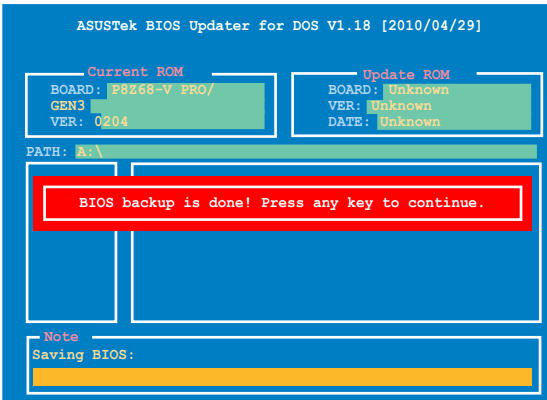 ASUSTek BIOS Updater for DOS V1.18 [2010/04/29]
Current ROM
BOARD: P8Z68-V PRO/
GEN3
VER: 0204
Update ROM
BOARD: Unknown
VER: Unknown
DATE: Unknown
PATH: A:\
BIOS backup is done! Press any key to continue.
Note
Saving BIOS: